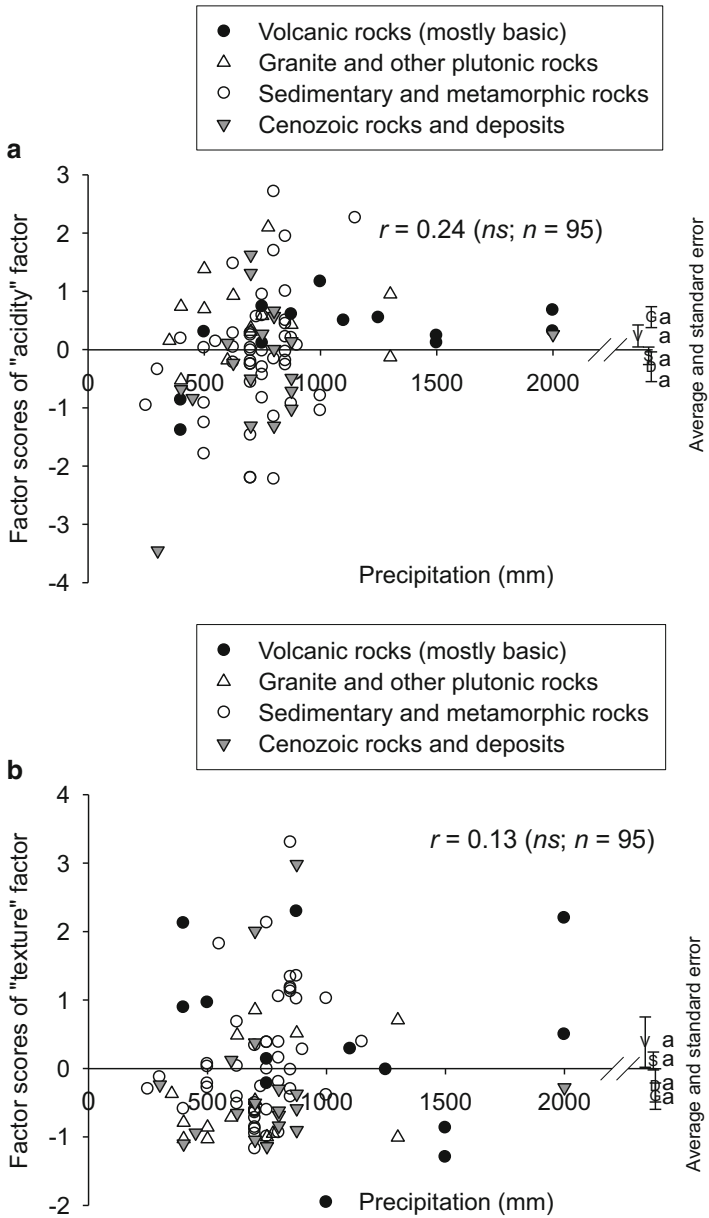 Volcanic rocks (mostly basic)
Granite and other plutonic rocks
Sedimentary and metamorphic rocks
Cenozoic rocks and deposits
a
Factor scores of "acidity" factor
3
2
1
0
-1
-2
-3
-4
r = 0.24 (ns; n = 95)
0
500
1000
1500
2000
Precipitation (mm)
G a
V a
S a
a
Average and standard error
Volcanic rocks (mostly basic)
Granite and other plutonic rocks
Sedimentary and metamorphic rocks
Cenozoic rocks and deposits
b
Factor scores of "texture" factor
4
3
2
1
0
-1
-2
r = 0.13 (ns; n = 95)
0
500
1000
1500
2000
Precipitation (mm)
V a
S a
a
G a
Average and standard error